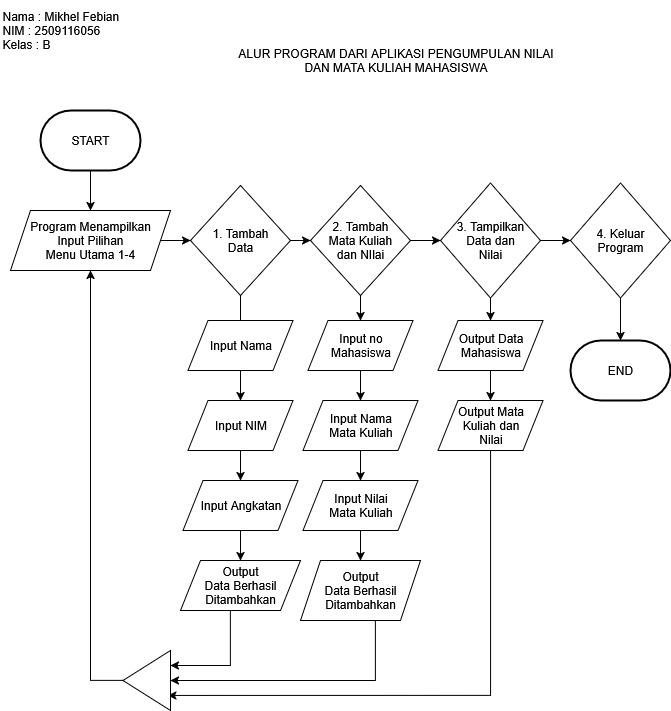 Nama : Mikhel Febian
NIM : 2509116056
Kelas : B
ALUR PROGRAM DARI APLIKASI PENGUMPULAN NILAI
DAN MATA KULIAH MAHASISWA
START
Program Menampilkan
Input Pilihan
Menu Utama 1-4
1. Tambah
Data
2. Tambah
Mata Kuliah
dan NIlai
3. Tampilkan
Data dan
Nilai
4. Keluar
Program
Input Nama
Input no
Mahasiswa
Output Data
Mahasiswa
END
Input NIM
Input Nama
Mata Kuliah
Output Mata
Kuliah dan
Nilai
Input Angkatan
Input Nilai
Mata Kuliah
Output
Data Berhasil
Ditambahkan
Output
Data Berhasil
Ditambahkan